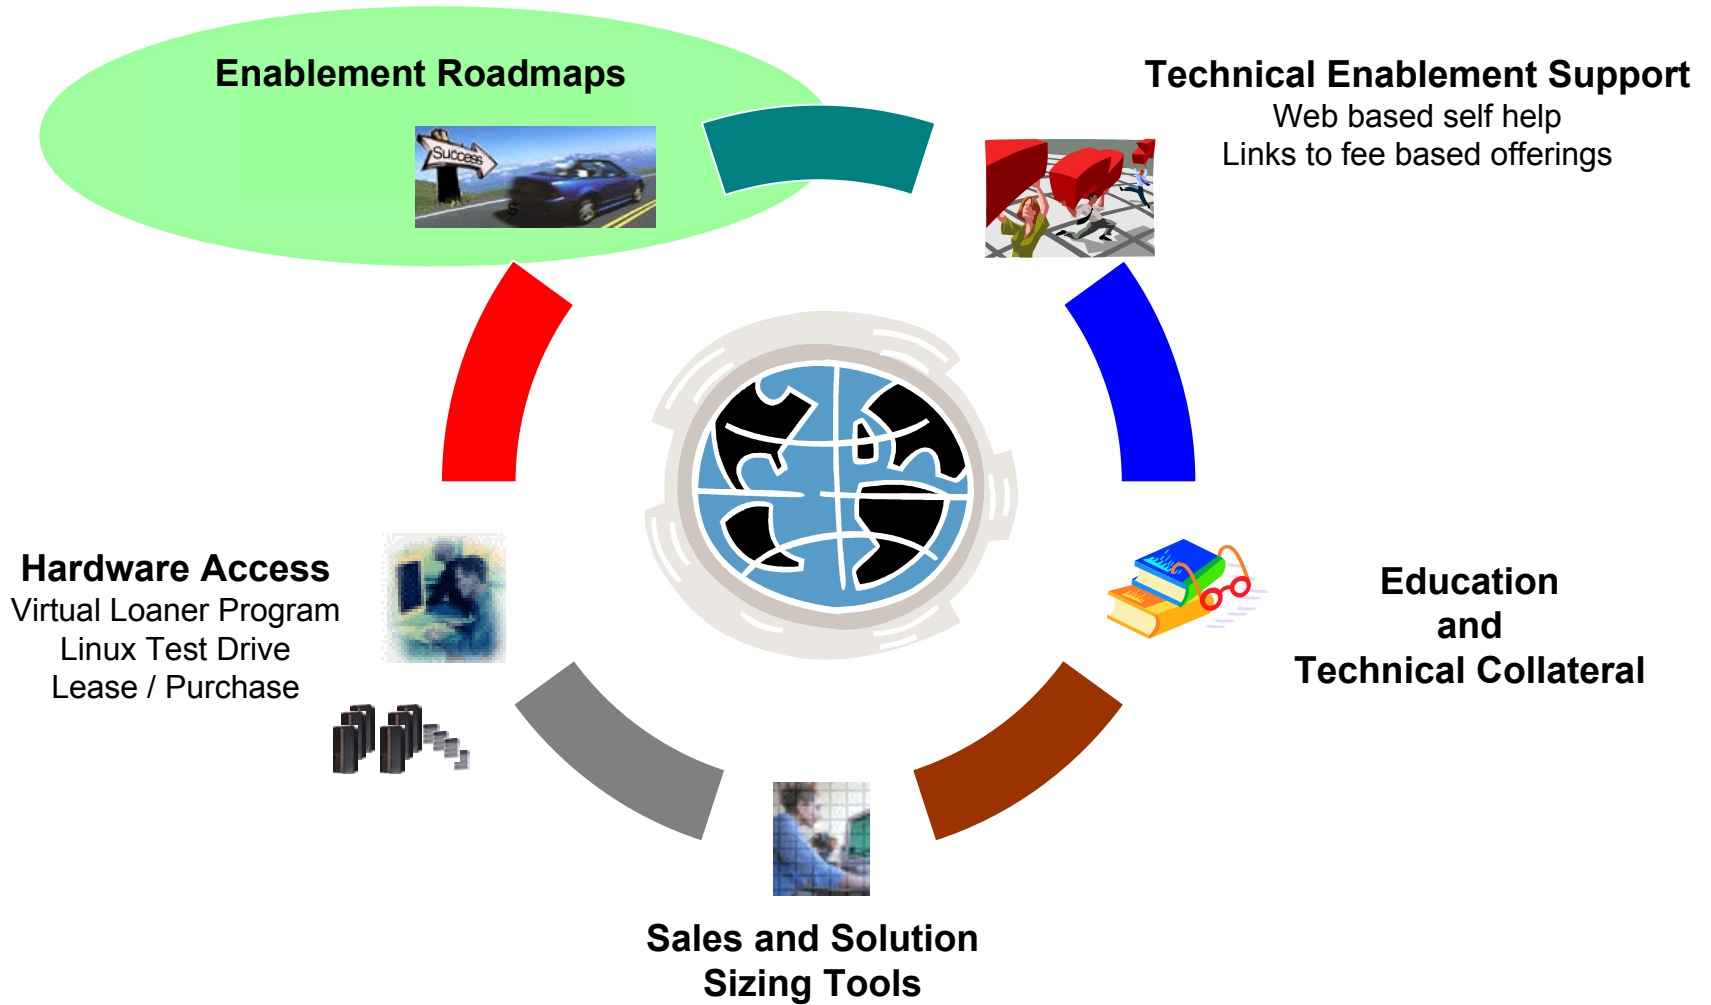 Enablement Roadmaps
Success
S
Technical Enablement Support
Web based self help
Links to fee based offerings
Hardware Access
Virtual Loaner Program
Linux Test Drive
Lease / Purchase
Education
and
Technical Collateral
Sales and Solution
Sizing Tools